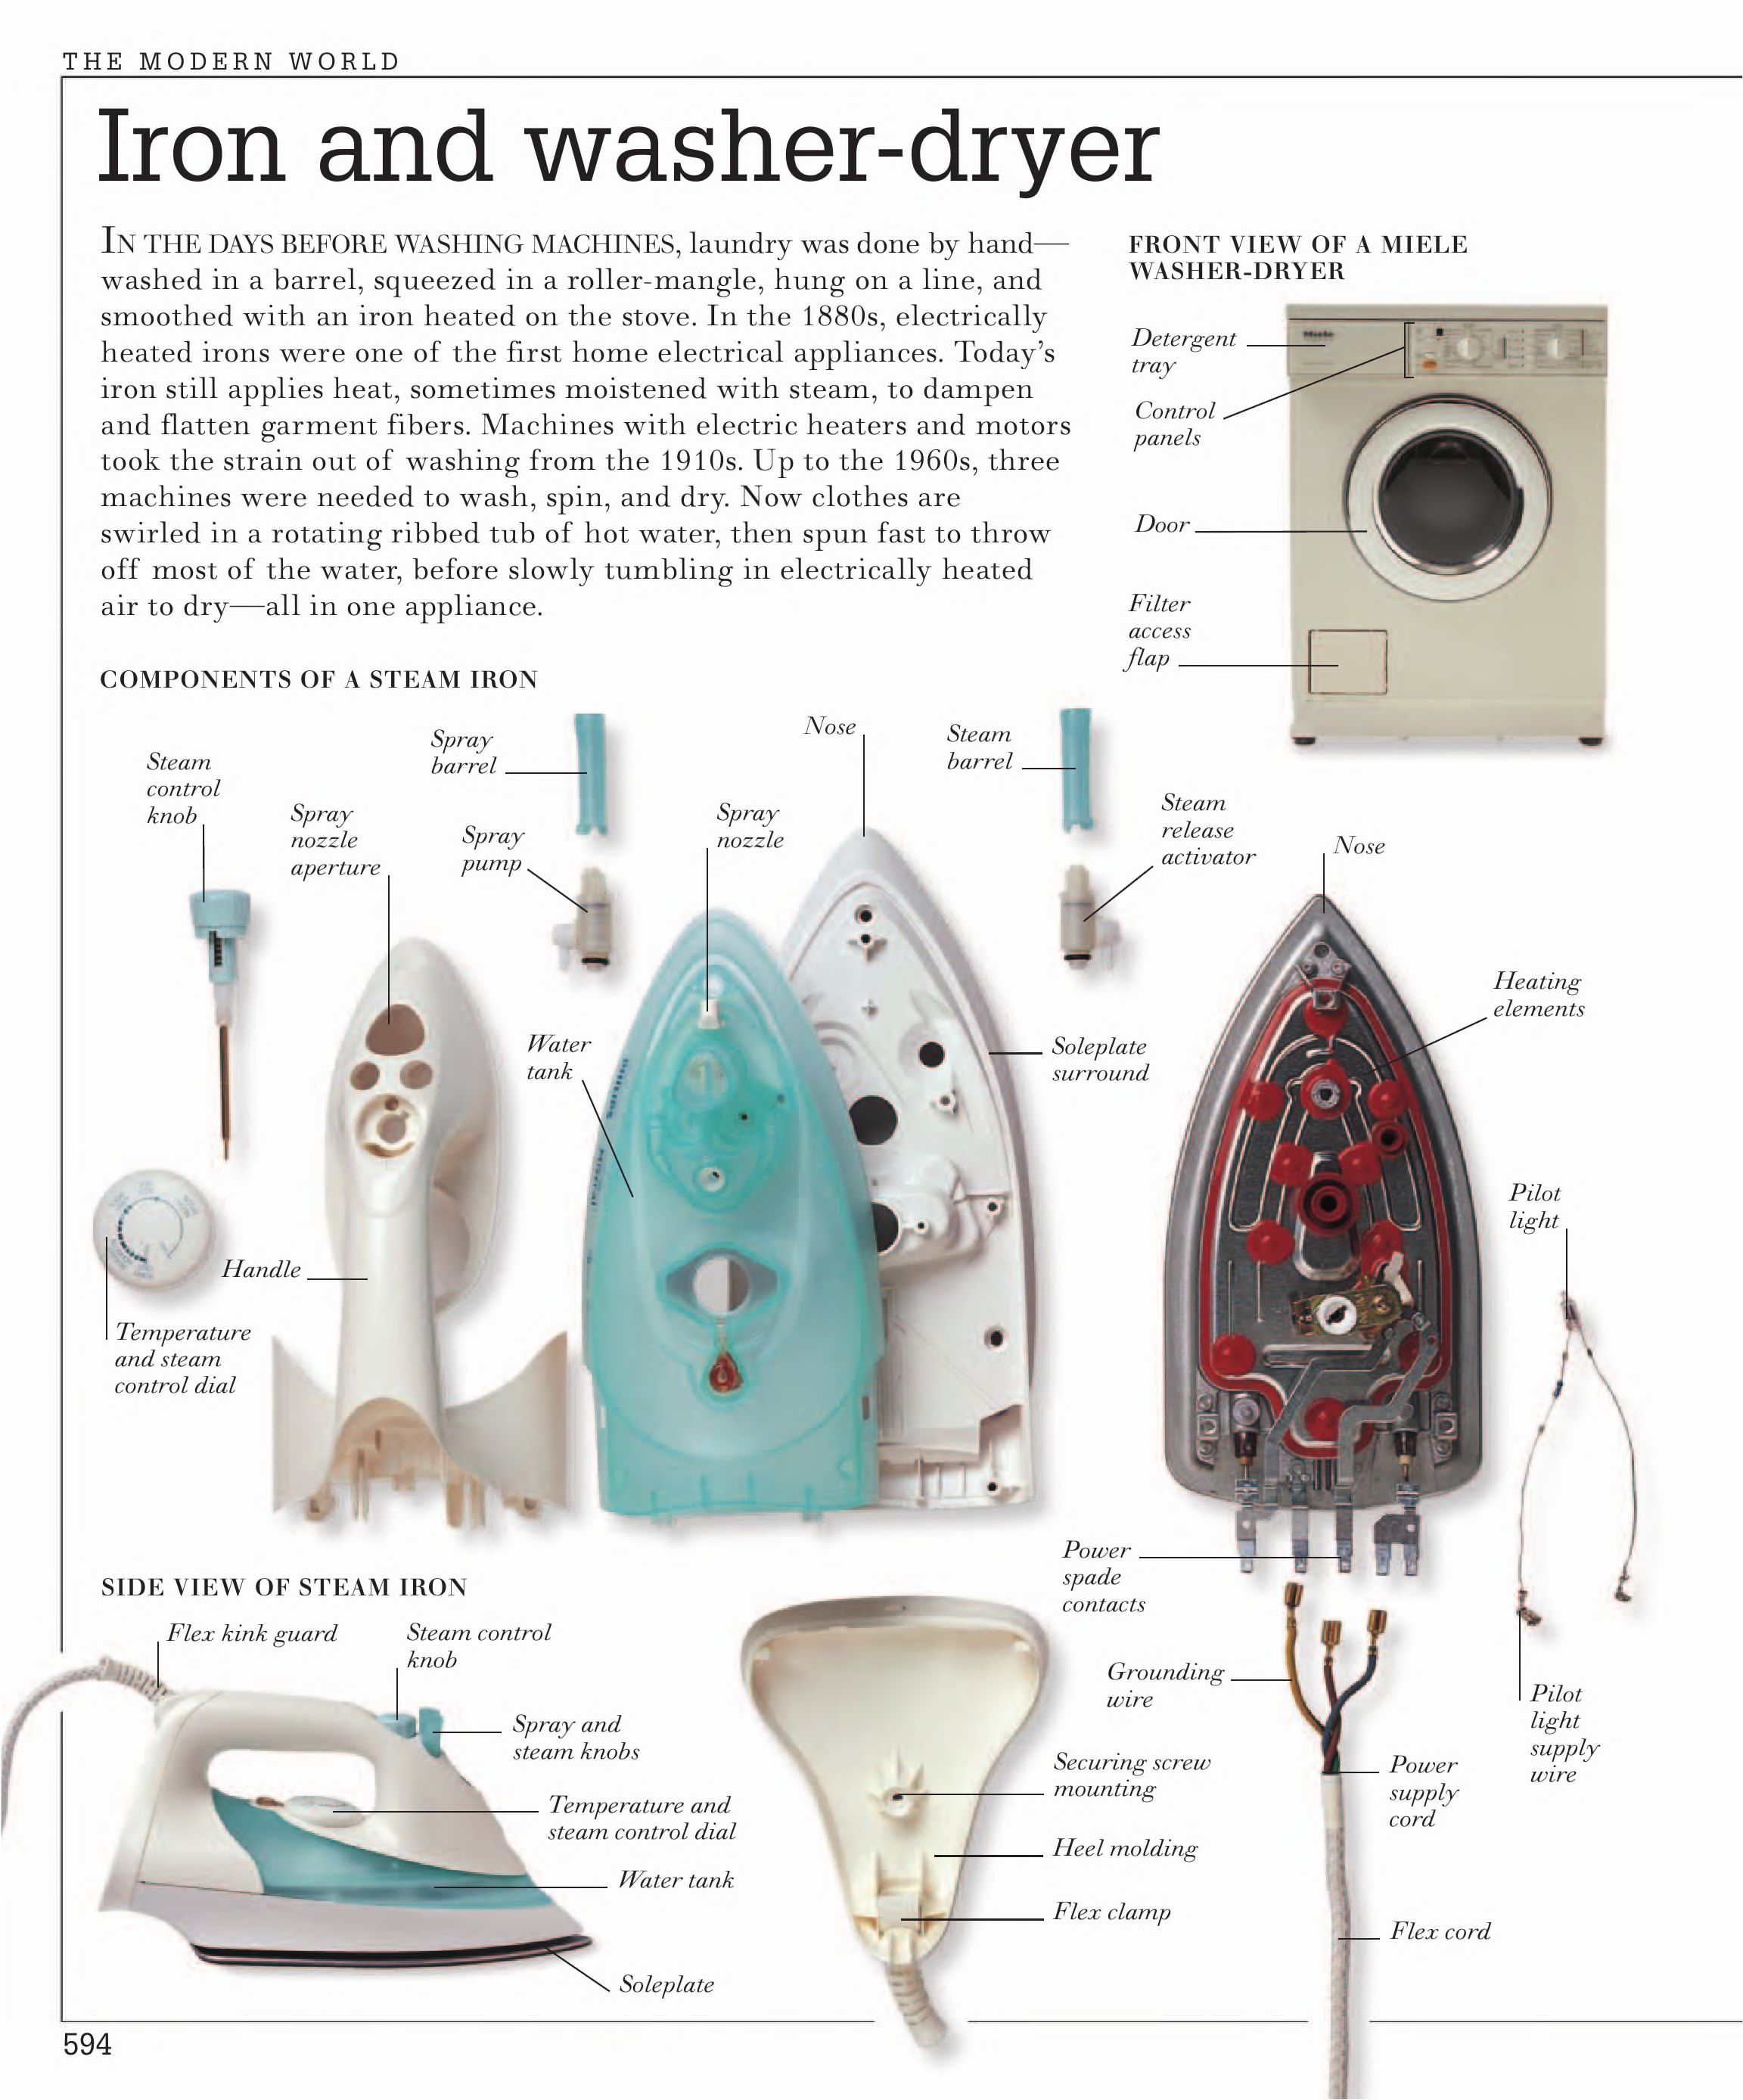 THE MODERN WORLD
Iron and washer-dryer
IN THE DAYS BEFORE WASHING MACHINES, laundry was done by hand—
washed in a barrel, squeezed in a roller-mangle, hung on a line, and
smoothed with an iron heated on the stove. In the 1880s, electrically
heated irons were one of the first home electrical appliances. Today's
iron still applies heat, sometimes moistened with steam, to dampen
and flatten garment fibers. Machines with electric heaters and motors
took the strain out of washing from the 1910s. Up to the 1960s, three
machines were needed to wash, spin, and dry. Now clothes are
swirled in a rotating ribbed tub of hot water, then spun fast to throw
off most of the water, before slowly tumbling in electrically heated
air to dry—all in one appliance.
FRONT VIEW OF A MIELE
WASHER-DRYER
Miele
Detergent
tray
Control
panels
Door
Filter
access
flap
COMPONENTS OF A STEAM IRON
Steam
control
knob
Spray
nozzle
aperture
Spray
barrel
Spray
pump
Spray
nozzle
Nose
Steam
barrel
Steam
release
activator
Nose
Heating
elements
Water
tank
Soleplate
surround
Pilot
light
Handle
Temperature
and steam
control dial
Power
spade
contacts
Grounding
wire
Pilot
light
supply
wire
Power
supply
cord
Flex cord
Securing screw
mounting
Heel molding
Flex clamp
SIDE VIEW OF STEAM IRON
Flex kink guard
Steam control
knob
Spray and
steam knobs
Temperature and
steam control dial
Water tank
Soleplate
594